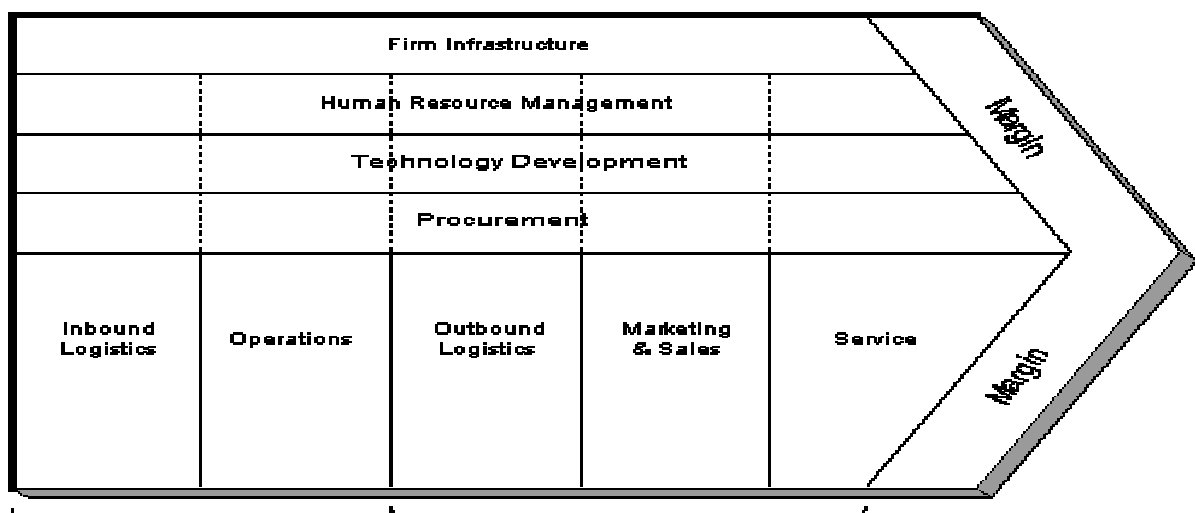 Firm Infrastructure
Human Resource Management
Technology Development
Procurement
Inbound
Logistics
Operations
Outbound
Logistics
Marketing
& Sales
Service
Margin
Margin